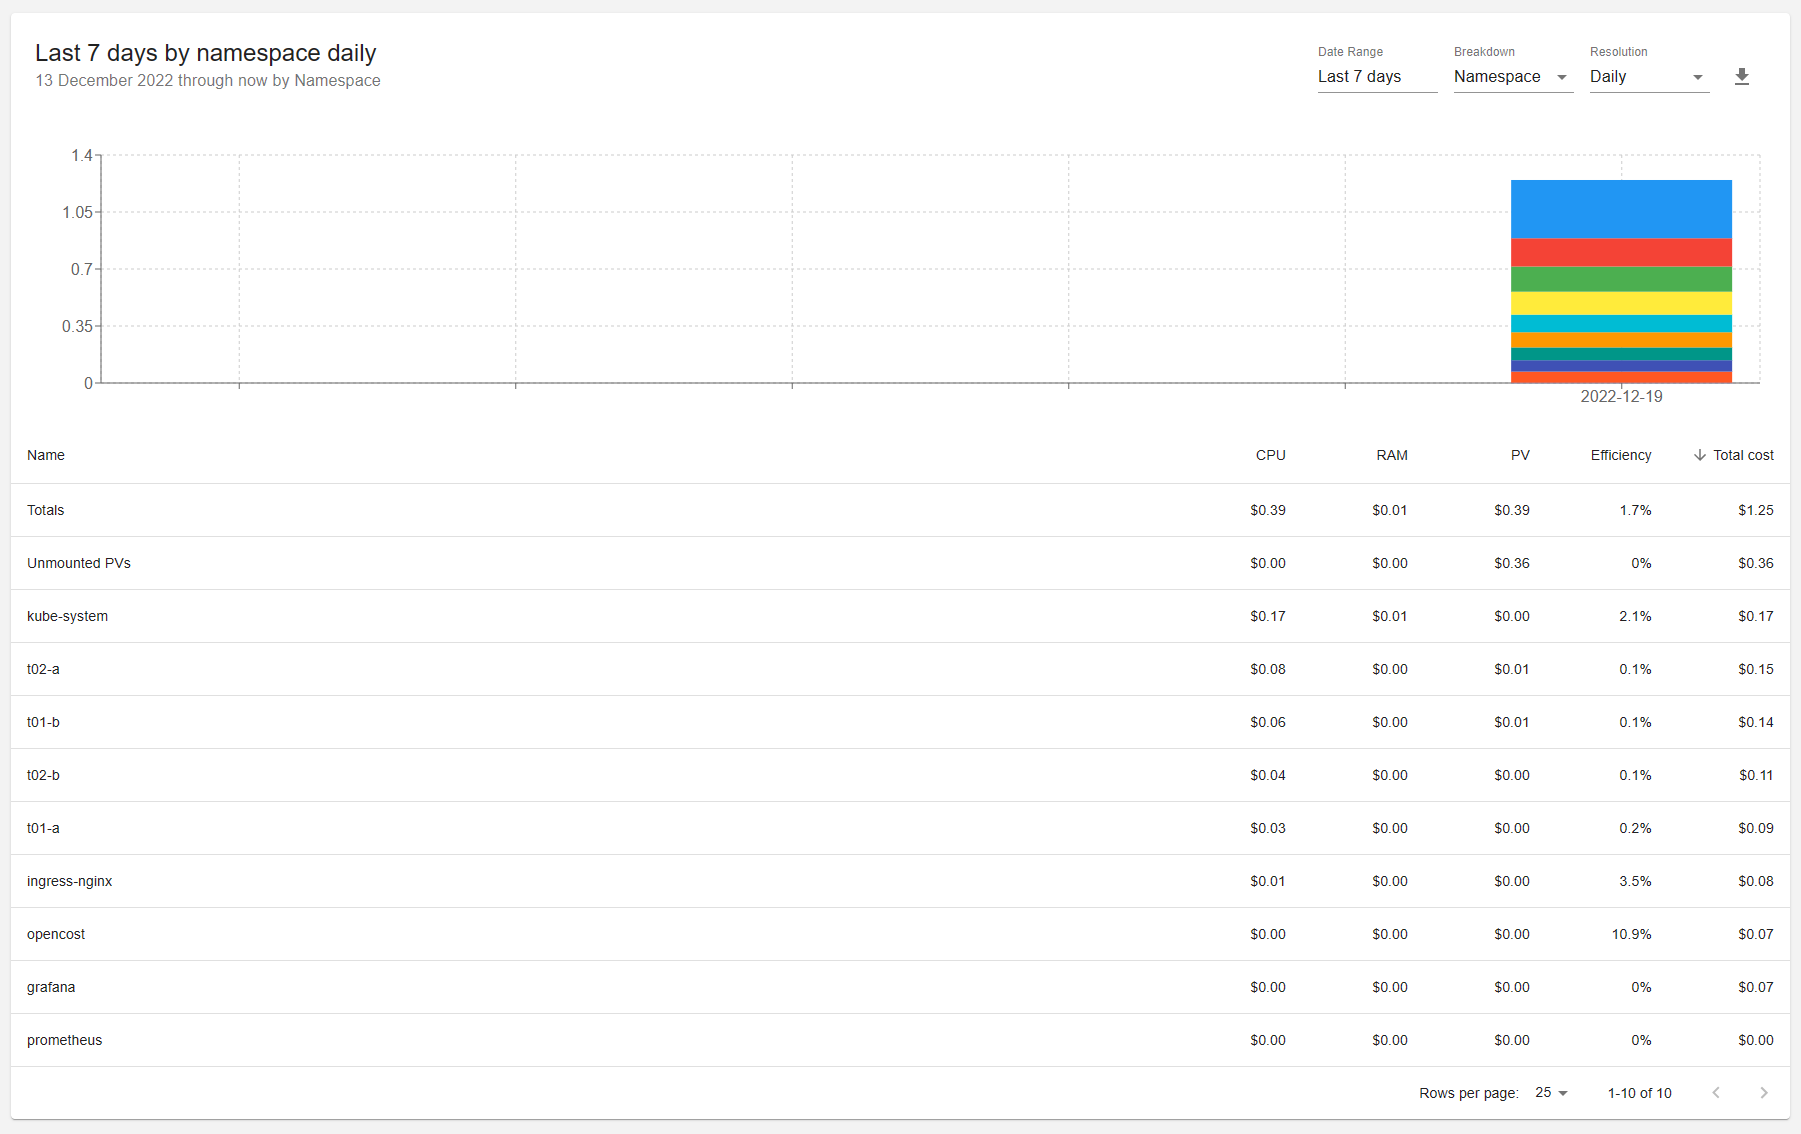 Last 7 days by namespace daily
13 December 2022 through now by Namespace
Date Range Breakdown Resolution
Last 7 days Namespace Daily
1.4
1.05
0.7
0.35
0
2022-12-19
Name CPU RAM PV Efficiency Total cost
Totals $0.39 $0.01 $0.39 1.7% $1.25
Unmounted PVs $0.00 $0.00 $0.36 0% $0.36
kube-system $0.17 $0.01 $0.00 2.1% $0.17
t02-a $0.08 $0.00 $0.01 0.1% $0.15
t01-b $0.06 $0.00 $0.01 0.1% $0.14
t02-b $0.04 $0.00 $0.00 0.1% $0.11
t01-a $0.03 $0.00 $0.00 0.2% $0.09
ingress-nginx $0.01 $0.00 $0.00 3.5% $0.08
opencost $0.00 $0.00 $0.00 10.9% $0.07
grafana $0.00 $0.00 $0.00 0% $0.07
prometheus $0.00 $0.00 $0.00 0% $0.00
Rows per page: 25 1-10 of 10